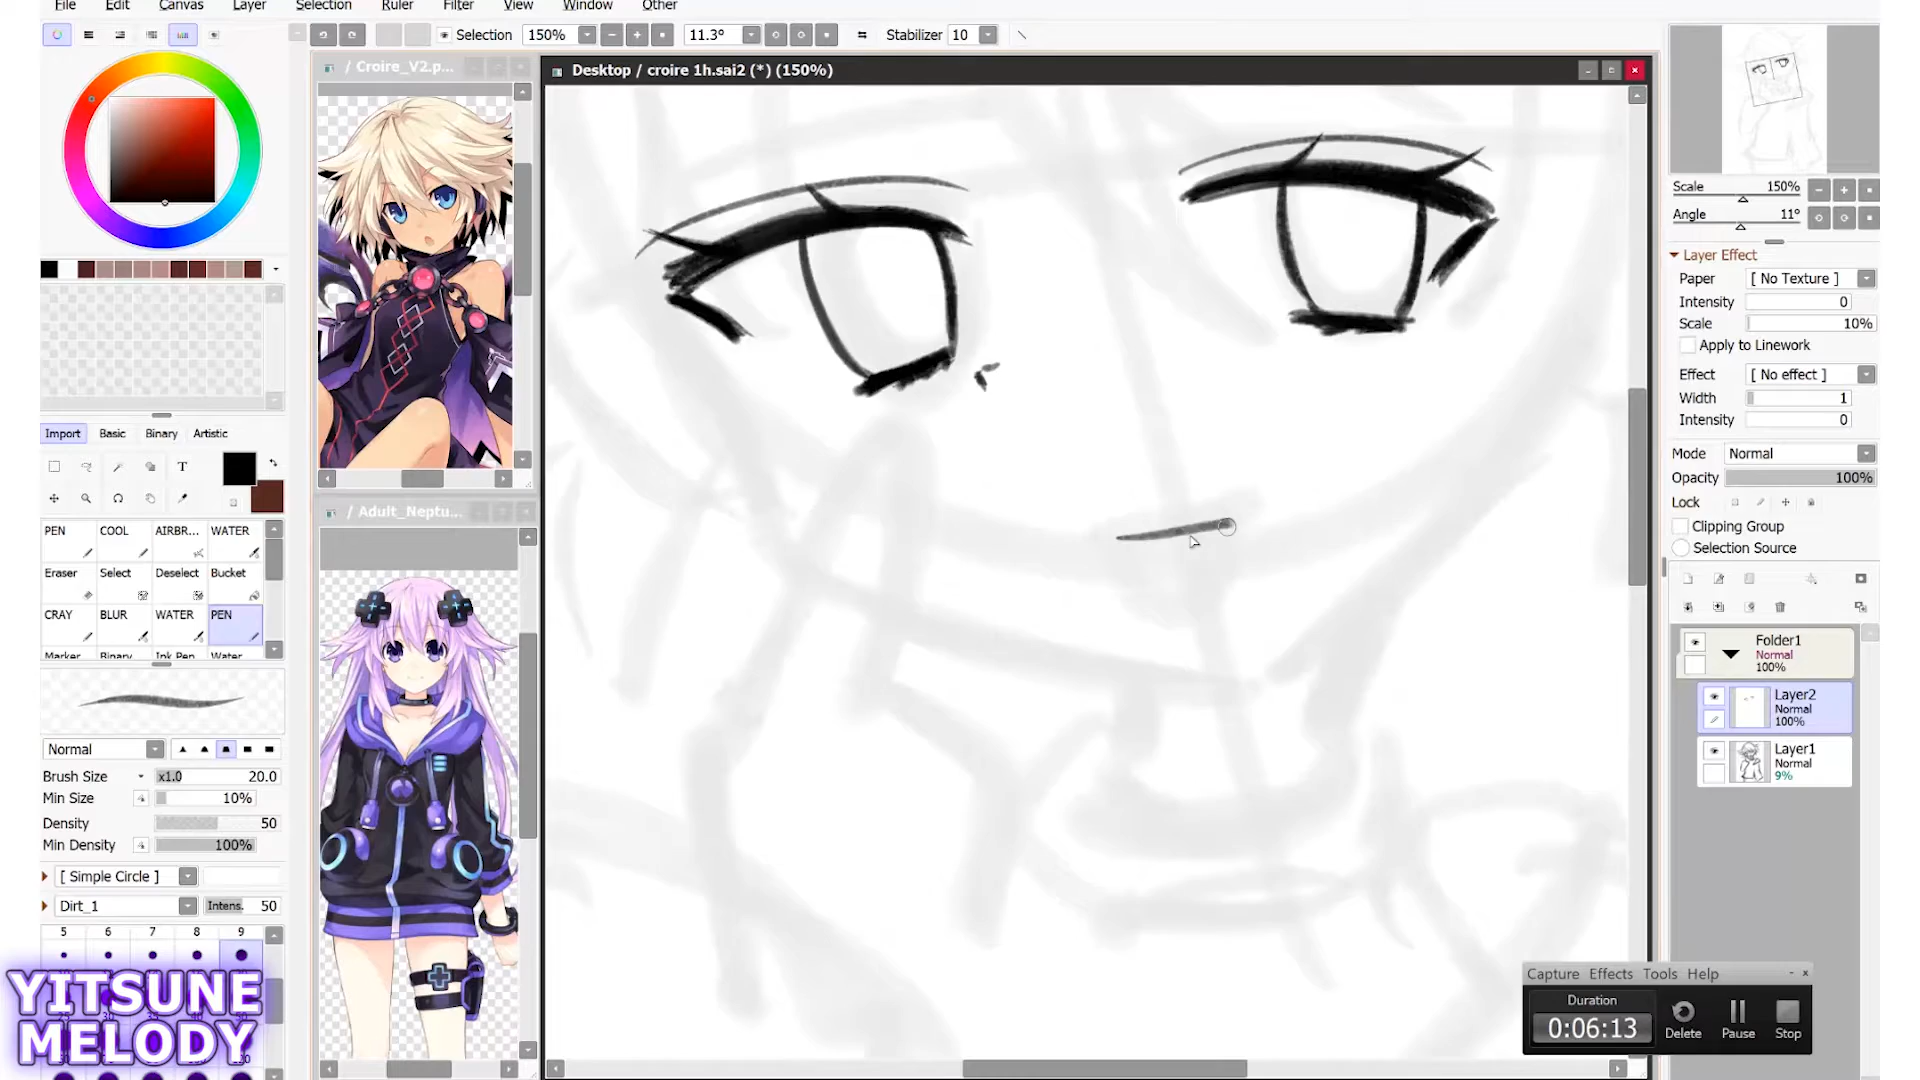 File Edit Canvas Layer Selection Ruler Filter View Window Other
Selection 150% 11.3° Stabilizer 10
/ Croire_V2.p...
Desktop / croire 1h.sai2 (*) (150%)
Scale 150%
Angle 11°
Layer Effect
Paper [ No Texture ]
Intensity 0
Scale 10%
Apply to Linework
Effect [ No effect ]
Width 1
Intensity 0
Mode Normal
Opacity 100%
Lock
Clipping Group
Selection Source
Folder1
Normal
100%
Layer2
Normal
100%
Layer1
Normal
9%
/ Adult_Neptu...
Import Basic Binary Artistic
T
PEN COOL AIRBR... WATER
Eraser Select Deselect Bucket
CRAY BLUR WATER PEN
Marker Binary Ink Pen Water
Normal
Brush Size x1.0 20.0
Min Size 10%
Density 50
Min Density 100%
[ Simple Circle ]
Dirt_1 Intens. 50
5 6 7 8 9
YITSUNE
MELODY
Capture Effects Tools Help
Duration
0:06:13
Delete Pause Stop